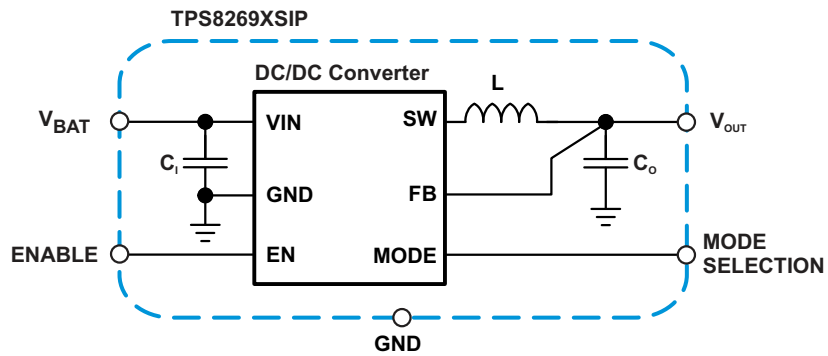 TPS8269XSIP
DC/DC Converter
L
VBAT
VIN
SW
VOUT
CI
CO
GND
FB
ENABLE
EN
MODE
MODE
SELECTION
GND